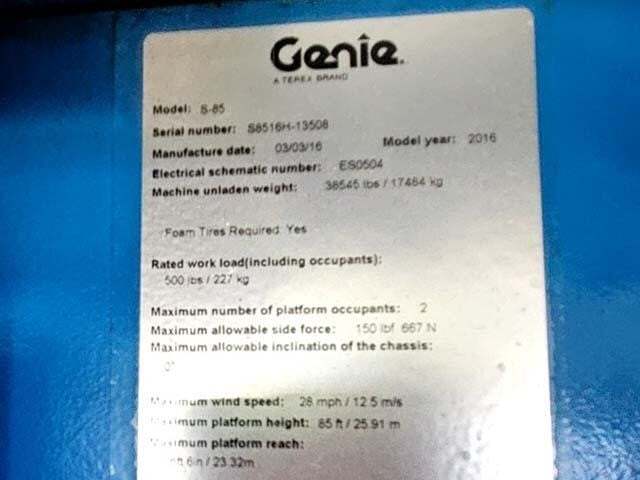 Genie.
A TEREX BRAND
Model: S-85
Serial number: S8516H-13508
Manufacture date: 03/03/16 Model year: 2016
Electrical schematic number: ES0504
Machine unladen weight: 38545 lbs / 17484 kg
Foam Tires Required: Yes
Rated work load(including occupants):
500 lbs / 227 kg
Maximum number of platform occupants: 2
Maximum allowable side force: 150 lbf 667 N
Maximum allowable inclination of the chassis:
0°
wind speed: 28 mph / 12.5 m/s
platform height: 85 ft / 25.91 m
platform reach:
6in / 23.32m